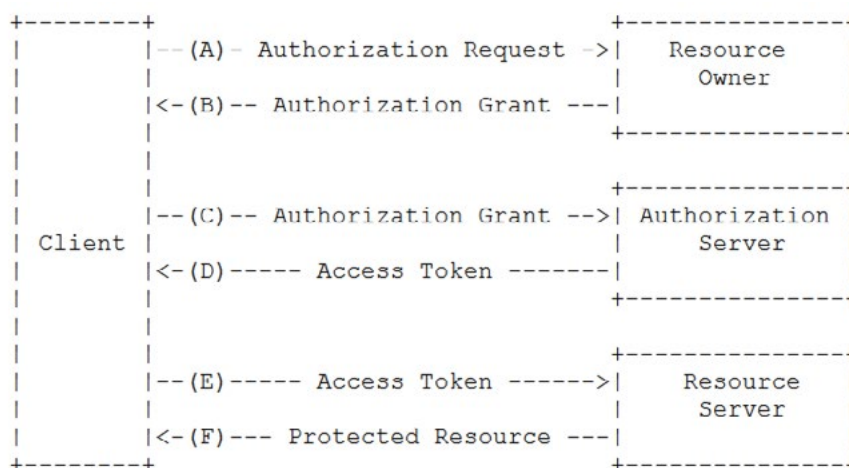 +--------+                               +----------------
|        |--(A)- Authorization Request ->|   Resource
|        |                               |     Owner
|        |<-(B)-- Authorization Grant ---|
|        |                               +----------------
|        |
|        |                               +----------------
|        |--(C)-- Authorization Grant -->| Authorization
| Client |                               |     Server
|        |<-(D)----- Access Token -------|
|        |                               +----------------
|        |
|        |                               +----------------
|        |--(E)----- Access Token ------>|    Resource
|        |                               |     Server
|        |<-(F)--- Protected Resource ---|
+--------+                               +----------------